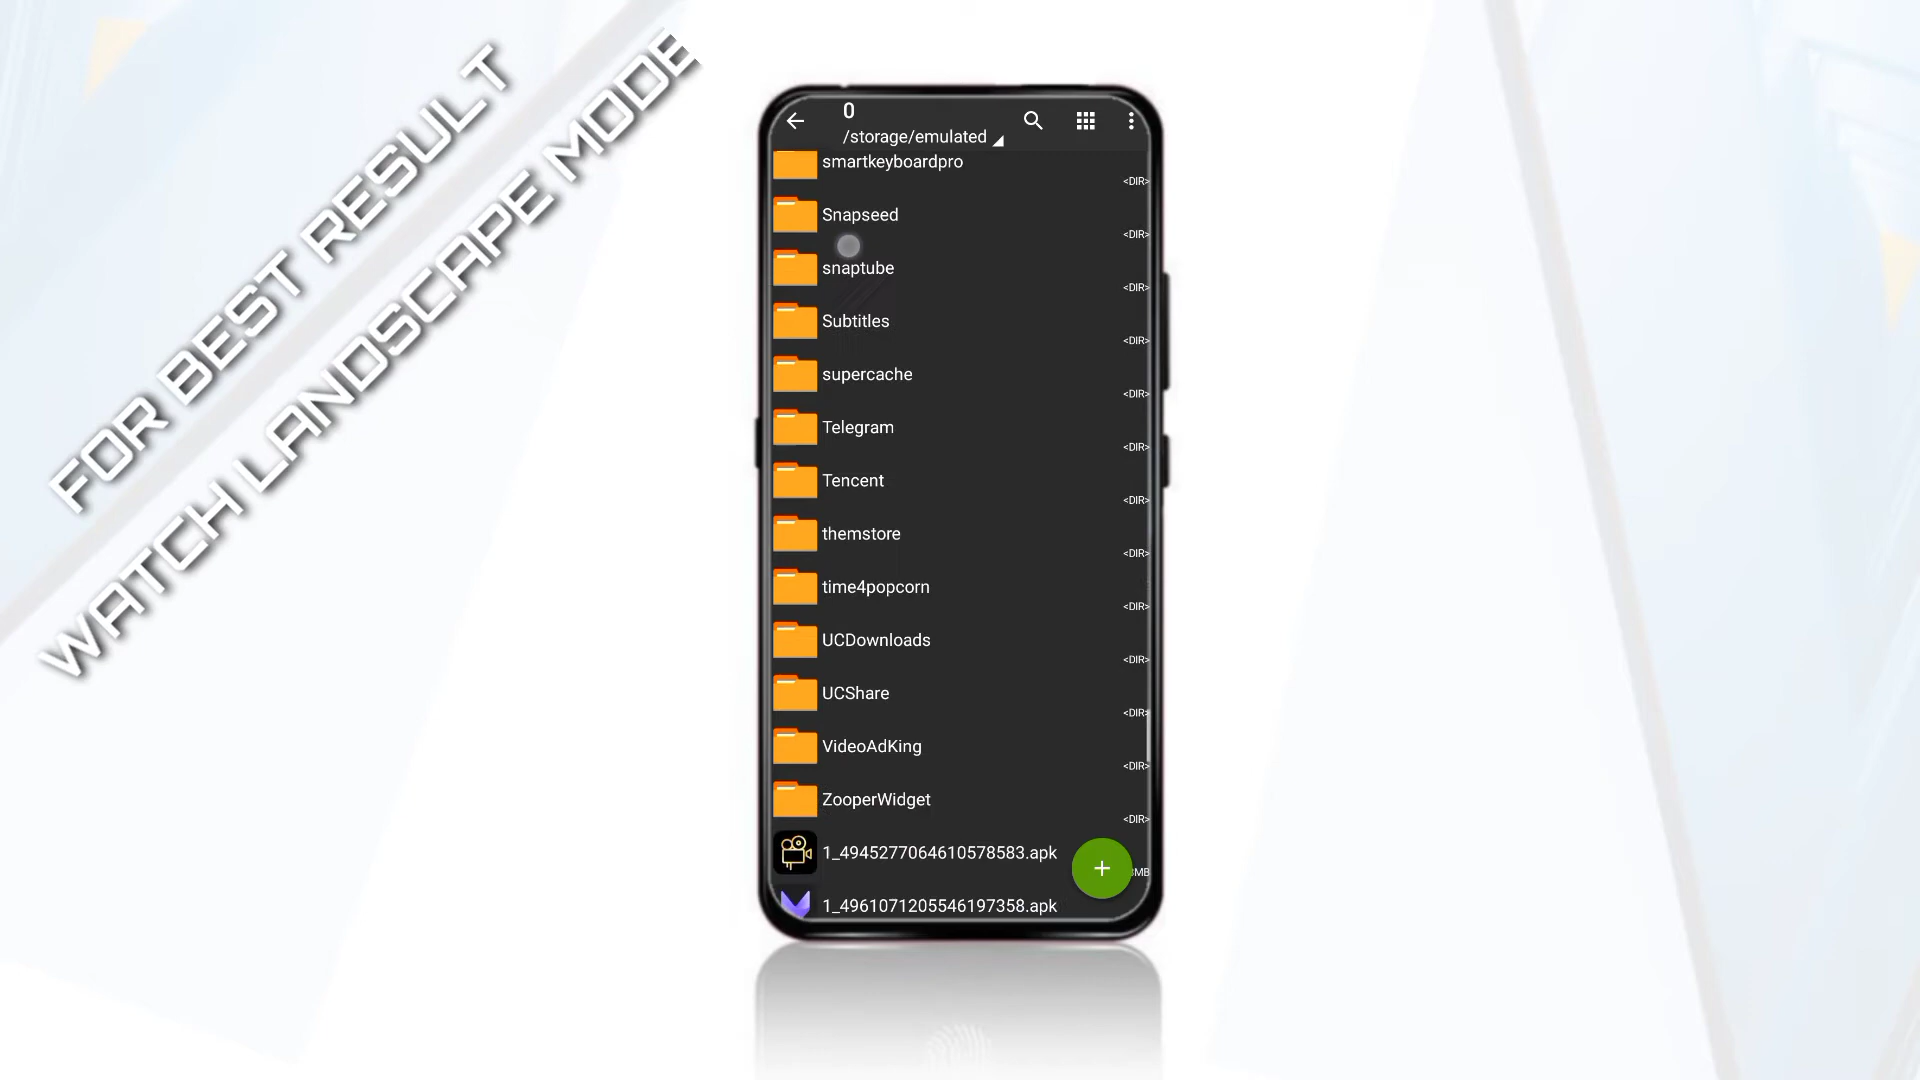 FOR BEST RESULT
WATCH LANDSCAPE MODE
0
/storage/emulated
smartkeyboardpro
<DIR>
Snapseed
<DIR>
snaptube
<DIR>
Subtitles
<DIR>
supercache
<DIR>
Telegram
<DIR>
Tencent
<DIR>
themstore
<DIR>
time4popcorn
<DIR>
UCDownloads
<DIR>
UCShare
<DIR>
VideoAdKing
<DIR>
ZooperWidget
<DIR>
1_4945277064610578583.apk
MB
1_4961071205546197358.apk